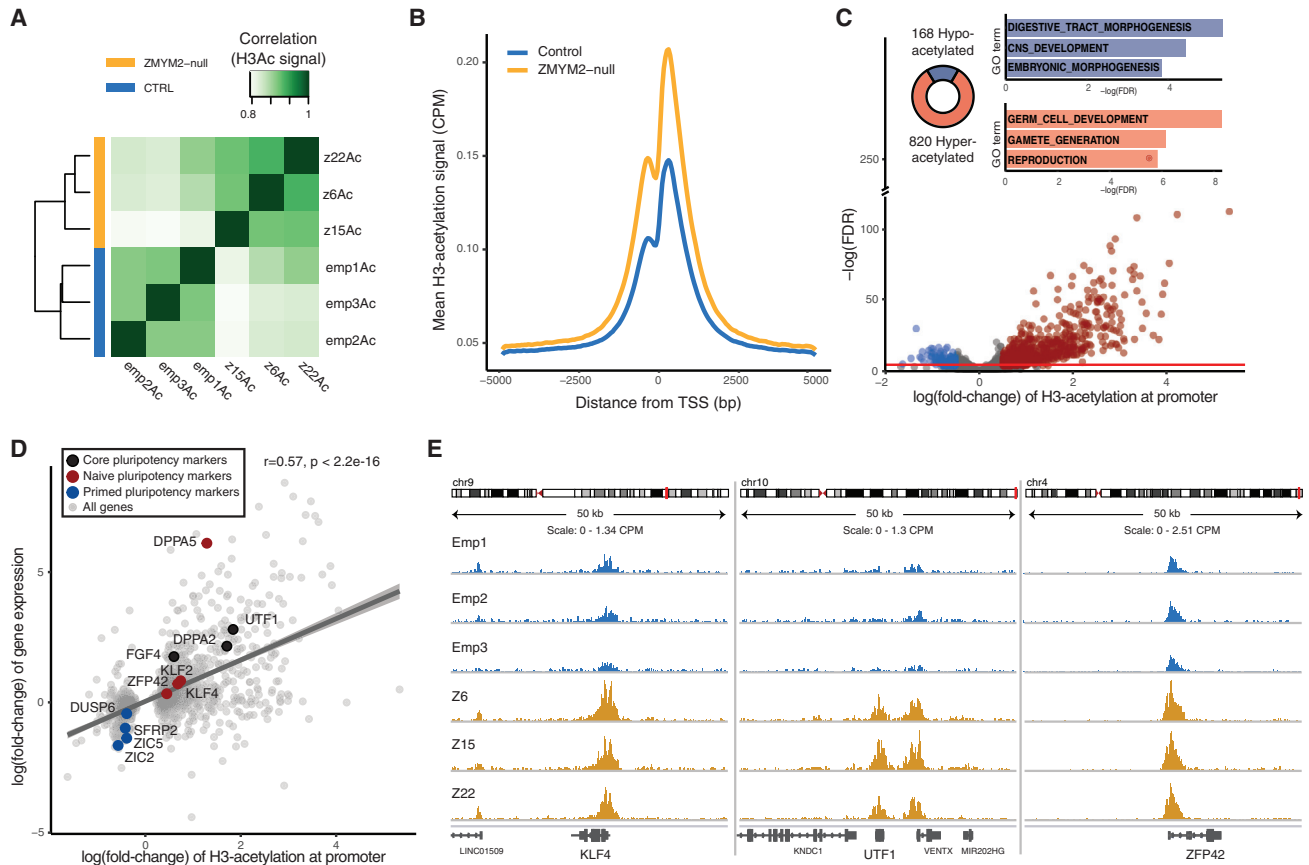 A
ZMYM2-null
CTRL
Correlation
(H3Ac signal)
0.8
1
z22Ac
z6Ac
z15Ac
emp1Ac
emp3Ac
emp2Ac
emp2Ac
emp3Ac
emp1Ac
z15Ac
z6Ac
z22Ac
B
Control
ZMYM2-null
Mean H3-acetylation signal (CPM)
0.20
0.15
0.10
0.05
−5000
−2500
0
2500
5000
Distance from TSS (bp)
C
168 Hypo-
acetylated
820 Hyper-
acetylated
GO term
DIGESTIVE_TRACT_MORPHOGENESIS
CNS_DEVELOPMENT
EMBRYONIC_MORPHOGENESIS
0
2
4
−log(FDR)
GO term
GERM_CELL_DEVELOPMENT
GAMETE_GENERATION
REPRODUCTION
0
2
4
6
8
−log(FDR)
−log(FDR)
250
100
50
0
−2
0
2
4
log(fold-change) of H3-acetylation at promoter
D
Core pluripotency markers
Naive pluripotency markers
Primed pluripotency markers
All genes
r=0.57, p < 2.2e-16
DPPA5
UTF1
DPPA2
FGF4
KLF2
ZFP42
KLF4
DUSP6
SFRP2
ZIC5
ZIC2
log(fold-change) of gene expression
5
0
−5
0
2
4
log(fold-change) of H3-acetylation at promoter
E
chr9
chr10
chr4
50 kb
50 kb
50 kb
Scale: 0 - 1.34 CPM
Scale: 0 - 1.3 CPM
Scale: 0 - 2.51 CPM
Emp1
Emp2
Emp3
Z6
Z15
Z22
LINC01509
KLF4
KNDC1
UTF1
VENTX
MIR202HG
ZFP42